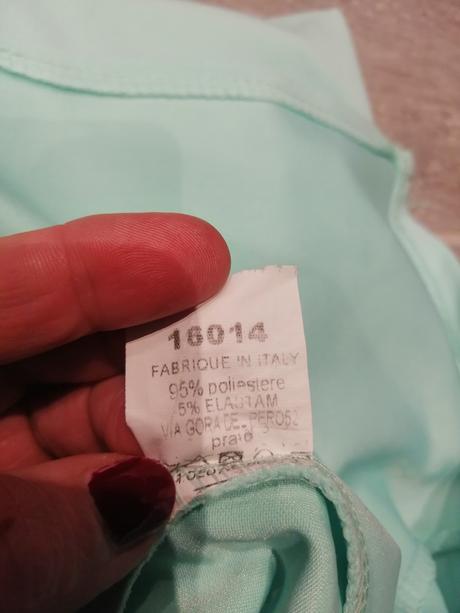 16014
FABRIQUE IN ITALY
95% poliestere
5% ELASTAM
VIA GORA DEL PERO52
prato